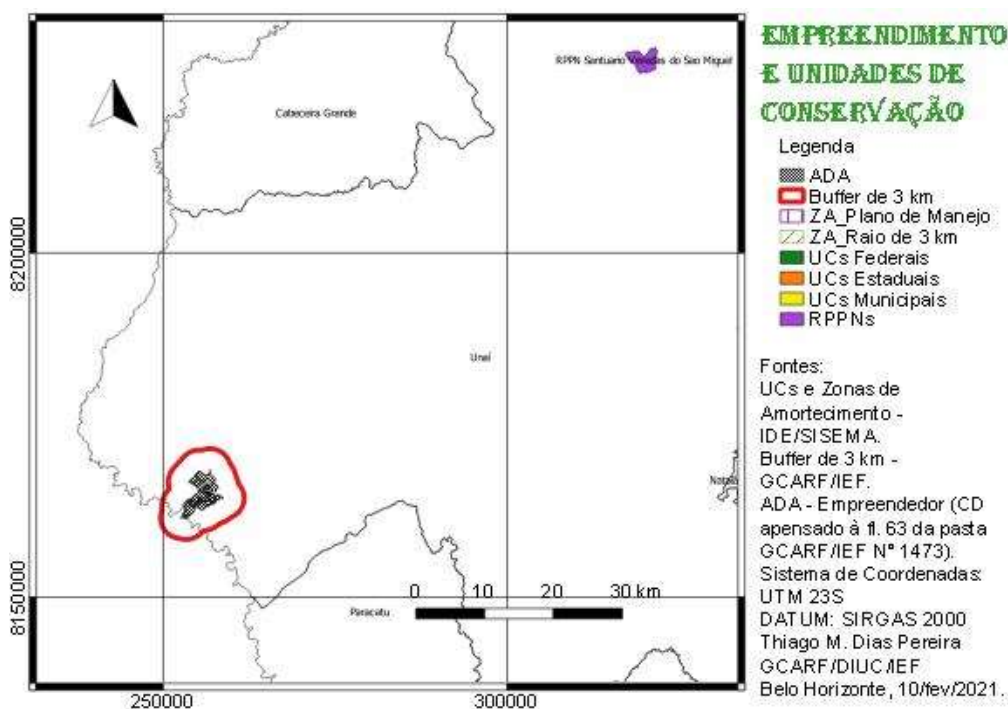 EMPREENDIMENTO
E UNIDADES DE
CONSERVAÇÃO
Legenda
ADA
Buffer de 3 km
ZA_Plano de Manejo
ZA_Raio de 3 km
UCs Federais
UCs Estaduais
UCs Municipais
RPPNs
Fontes:
UCs e Zonas de
Amortecimento -
IDE/SISEMA.
Buffer de 3 km -
GCARF/IEF.
ADA - Empreendedor (CD
apensado à fl. 63 da pasta
GCARF/IEF Nº 1473).
Sistema de Coordenadas:
UTM 23S
DATUM: SIRGAS 2000
Thiago M. Dias Pereira
GCARF/DIUC/IEF
Belo Horizonte, 10/fev/2021.
RPPN Santuario Veredas do Sao Miguel
Cabeceira Grande
Unaí
Paracatu
0 10 20 30 km
8200000
8150000
250000 300000